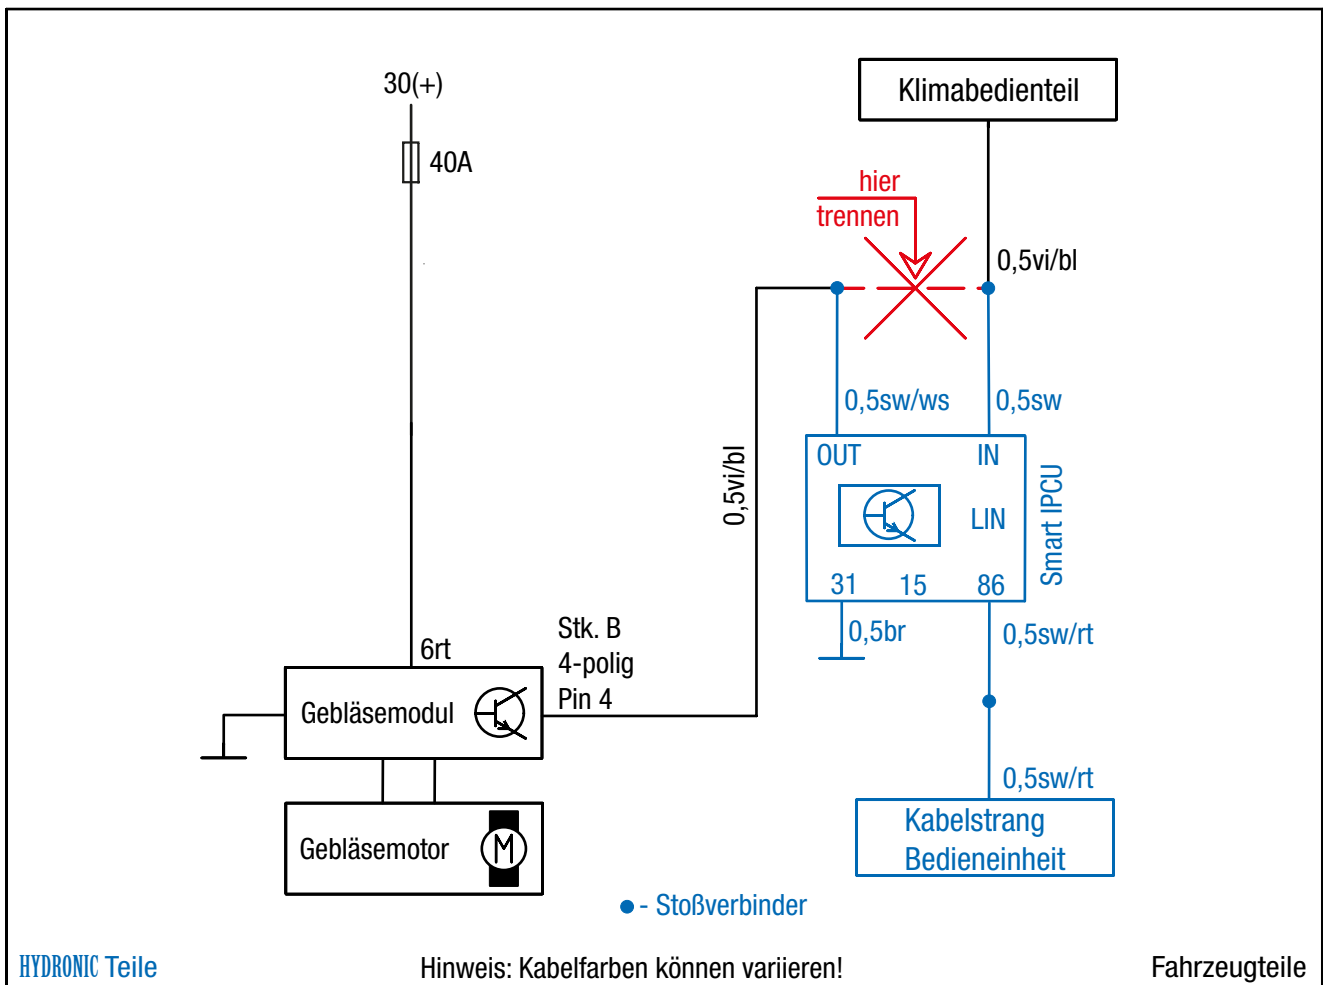 30(+)
40A
Klimabedienteil
hier
trennen
0,5vi/bl
0,5sw/ws
0,5sw
OUT
IN
LIN
31
15
86
Smart IPCU
0,5vi/bl
0,5br
0,5sw/rt
6rt
Stk. B
4-polig
Pin 4
Gebläsemodul
0,5sw/rt
Kabelstrang
Bedieneinheit
Gebläsemotor
M
- Stoßverbinder
HYDRONIC Teile
Hinweis: Kabelfarben können variieren!
Fahrzeugteile